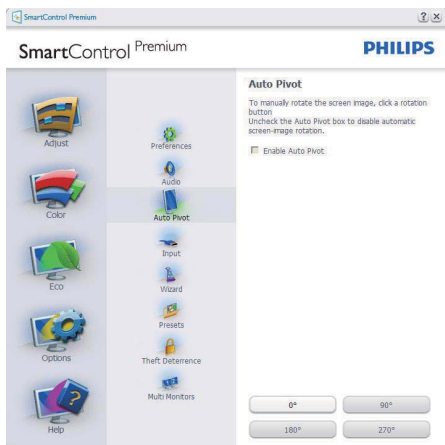 SmartControl Premium
? ×
SmartControl Premium
PHILIPS
Adjust
Color
Eco
Options
Help
Preferences
Audio
Auto Pivot
Input
Wizard
Presets
Theft Deterrence
Multi Monitors
Auto Pivot
To manually rotate the screen image, click a rotation
button
Uncheck the Auto Pivot box to disable automatic
screen-image rotation.
Enable Auto Pivot
0° 90°
180° 270°